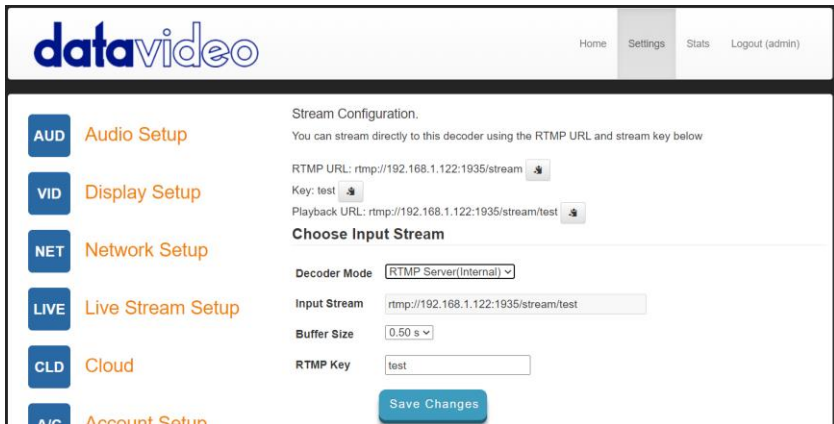 datavideo
Home Settings Stats Logout (admin)
AUD Audio Setup
VID Display Setup
NET Network Setup
LIVE Live Stream Setup
CLD Cloud
A/C Account Setup
Stream Configuration.
You can stream directly to this decoder using the RTMP URL and stream key below
RTMP URL: rtmp://192.168.1.122:1935/stream
Key: test
Playback URL: rtmp://192.168.1.122:1935/stream/test
Choose Input Stream
Decoder Mode RTMP Server(Internal)
Input Stream rtmp://192.168.1.122:1935/stream/test
Buffer Size 0.50 s
RTMP Key test
Save Changes